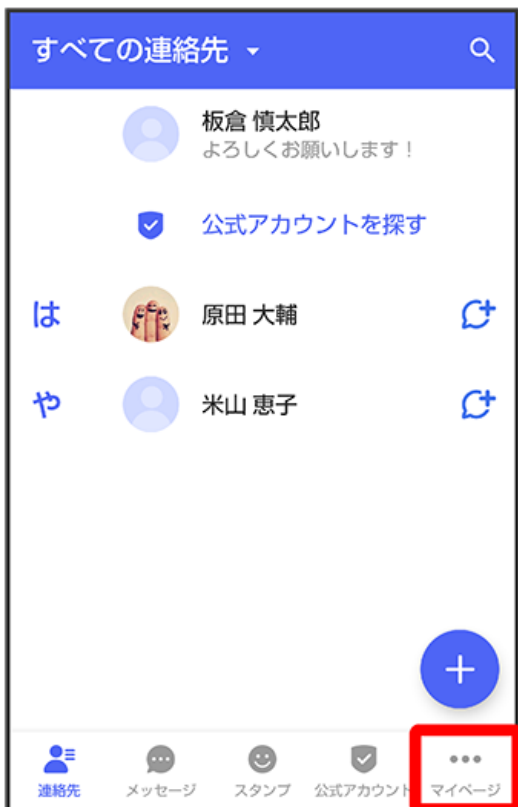 すべての連絡先
板倉 慎太郎
よろしくお願いします！
公式アカウントを探す
は
原田 大輔
や
米山 恵子
連絡先
メッセージ
スタンプ
公式アカウント
マイページ